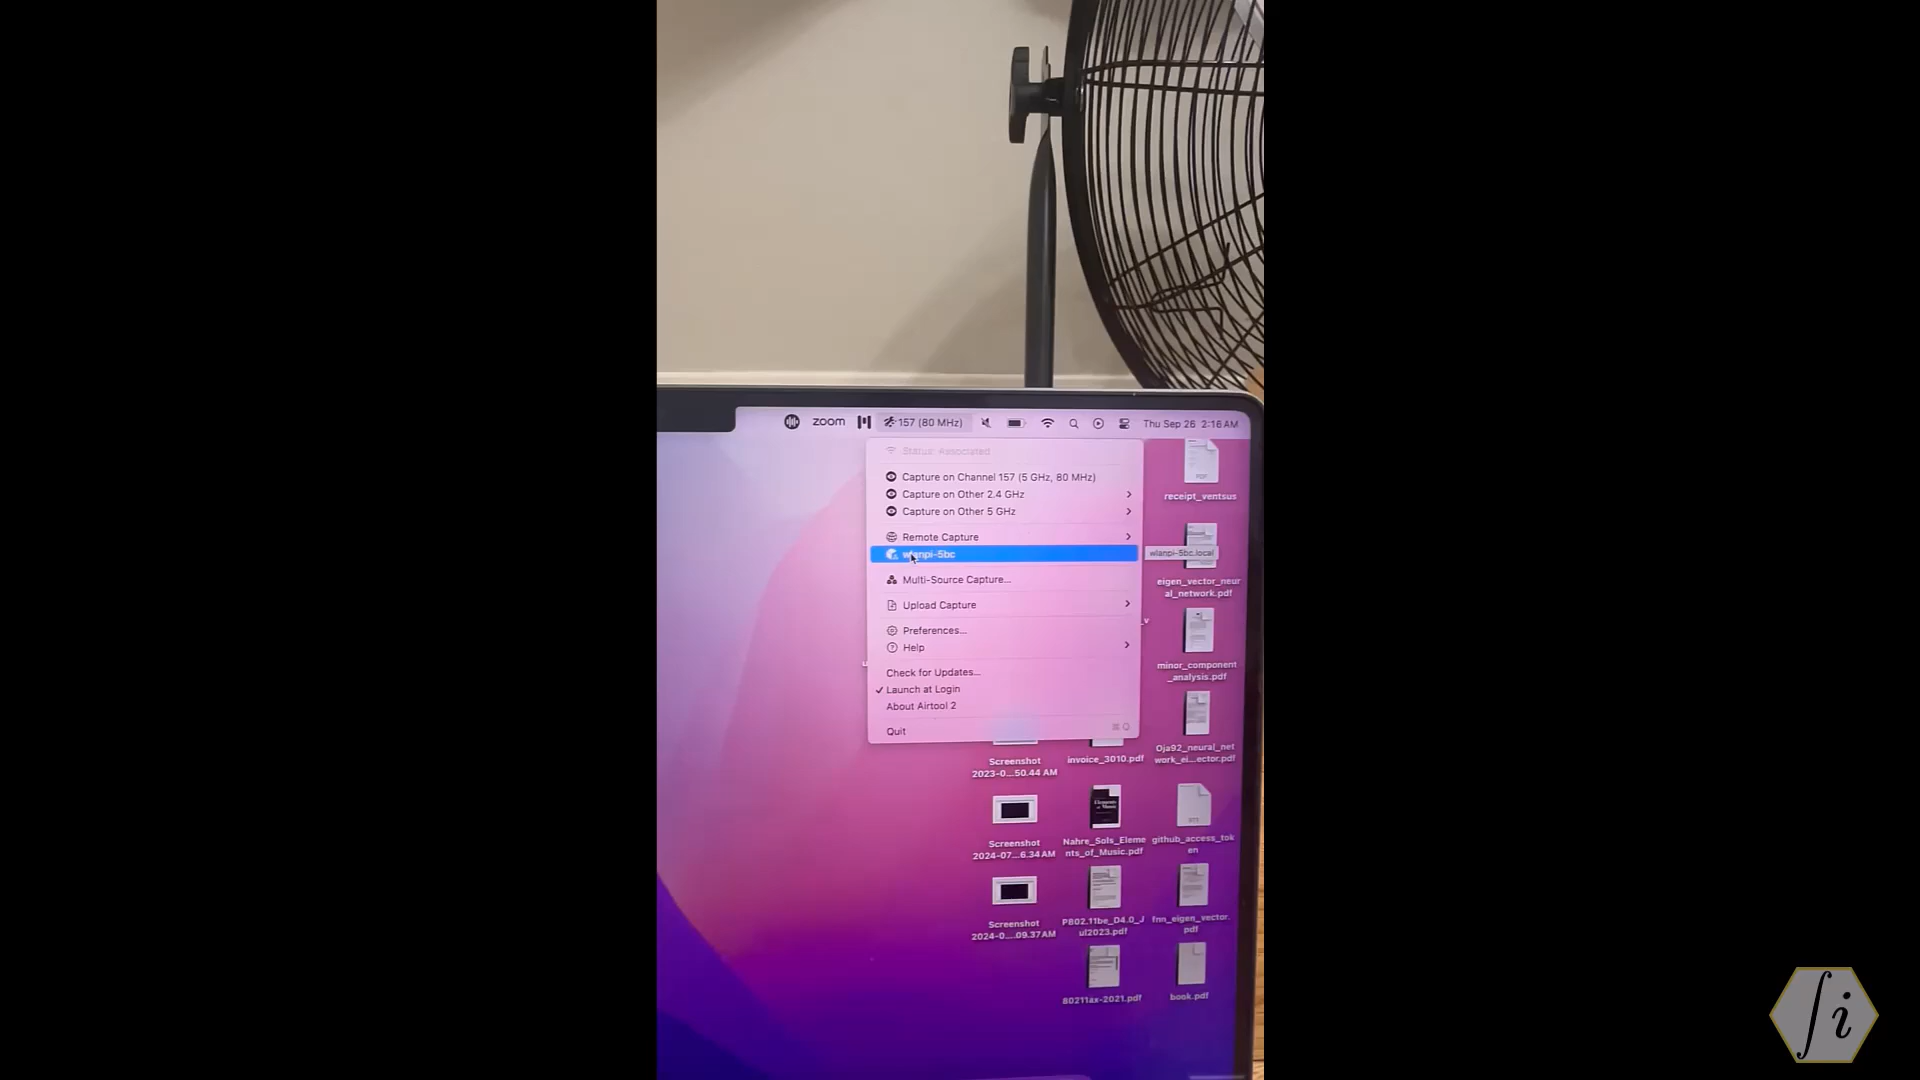 zoom
157 (80 MHz)
Thu Sep 26 2:16 AM
Status: Associated
Capture on Channel 157 (5 GHz, 80 MHz)
Capture on Other 2.4 GHz
Capture on Other 5 GHz
Remote Capture
wlanpi-5bc
wlanpi-5bc.local
Multi-Source Capture...
Upload Capture
Preferences...
Help
Check for Updates...
✓ Launch at Login
About Airtool 2
Quit
⌘ Q
PDF
receipt_ventsus
eigen_vector_neur
al_network.pdf
_v
u
minor_component
_analysis.pdf
Oja92_neural_net
work_ei...ector.pdf
Screenshot
2023-0....50.44 AM
invoice_3010.pdf
Screenshot
2024-07...6.34 AM
Elements
of Music
Nahre_Sols_Eleme
nts_of_Music.pdf
github_access_tok
en
Screenshot
2024-0....09.37 AM
P802.11be_D4.0_J
ul2023.pdf
fnn_eigen_vector.
pdf
80211ax-2021.pdf
book.pdf
∫i